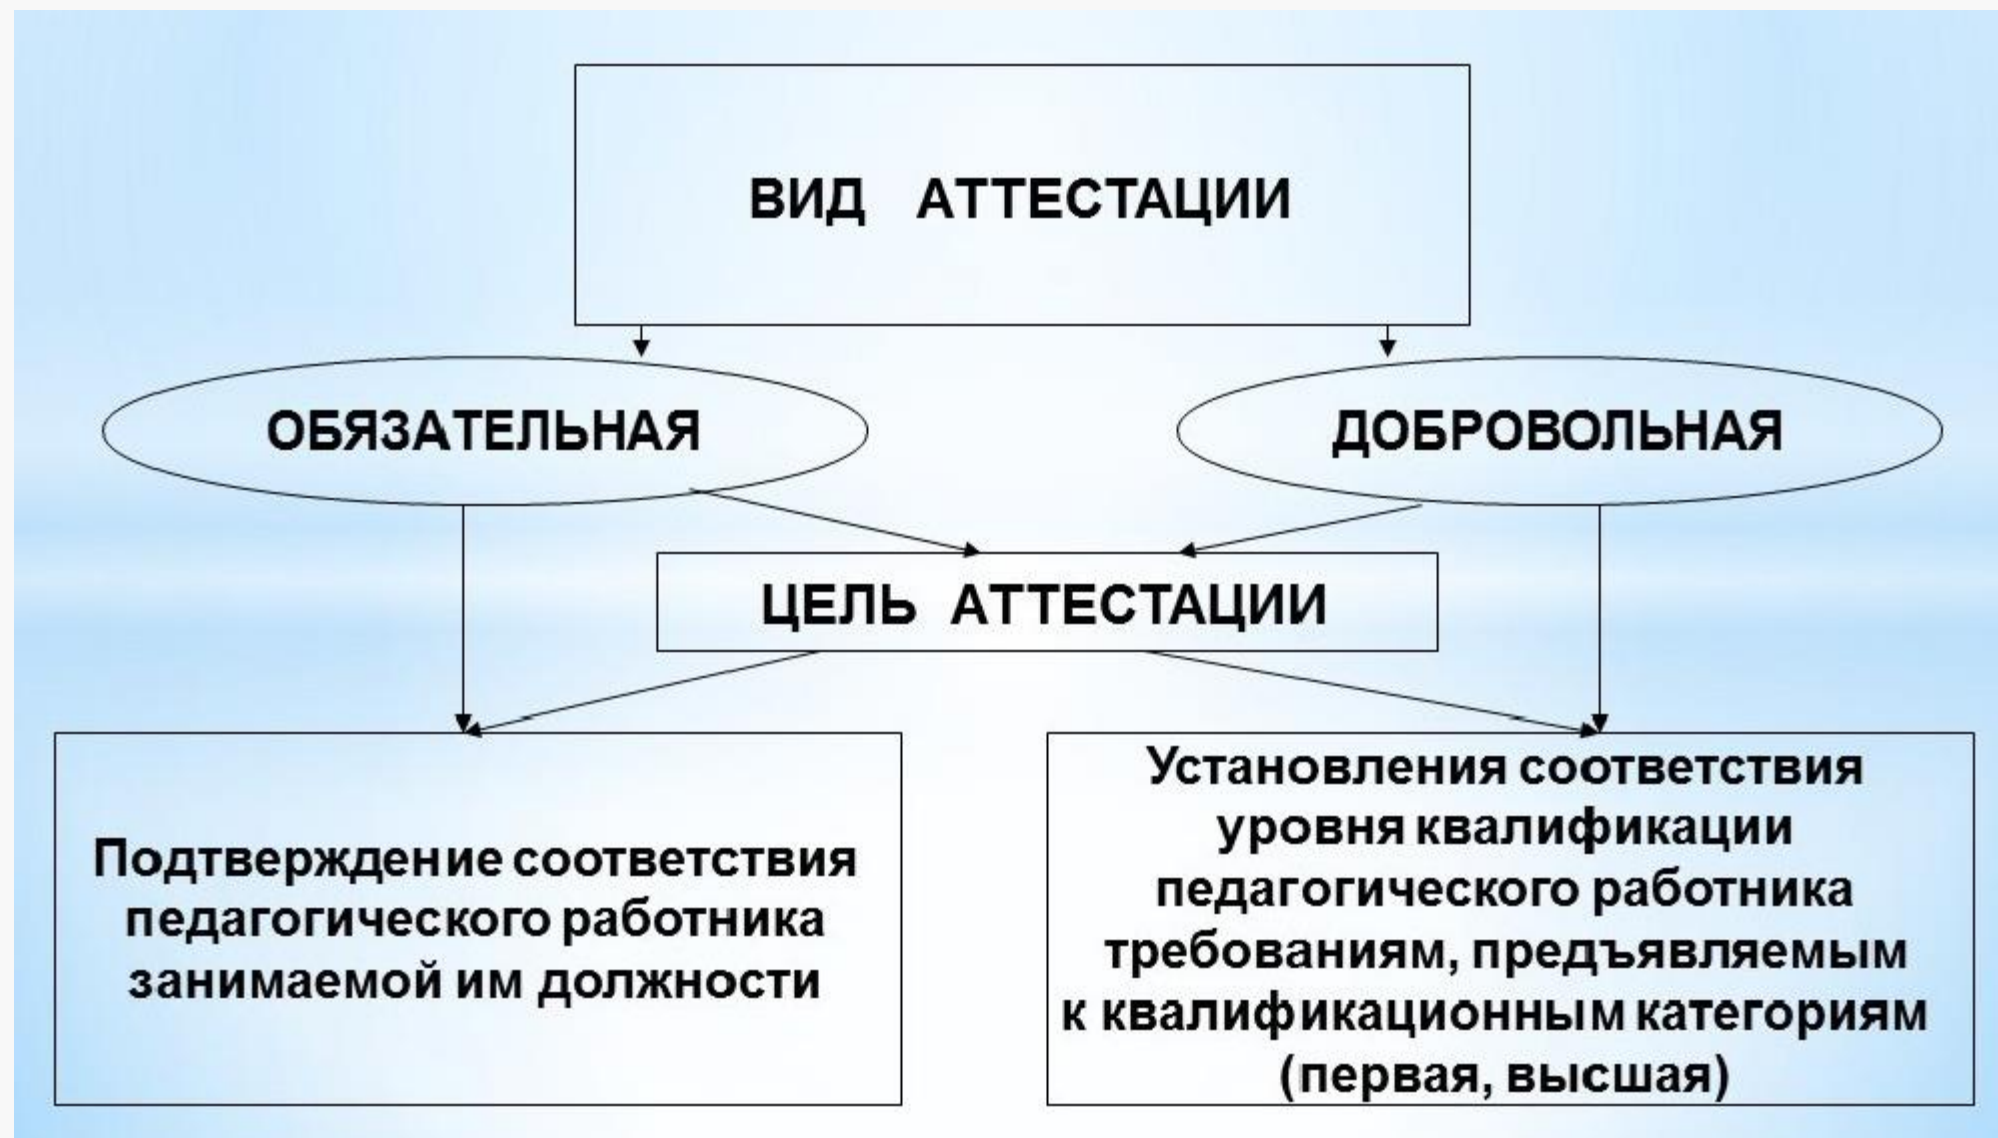 ВИД АТТЕСТАЦИИ
ОБЯЗАТЕЛЬНАЯ
ДОБРОВОЛЬНАЯ
ЦЕЛЬ АТТЕСТАЦИИ
Подтверждение соответствия
педагогического работника
занимаемой им должности
Установления соответствия
уровня квалификации
педагогического работника
требованиям, предъявляемым
к квалификационным категориям
(первая, высшая)